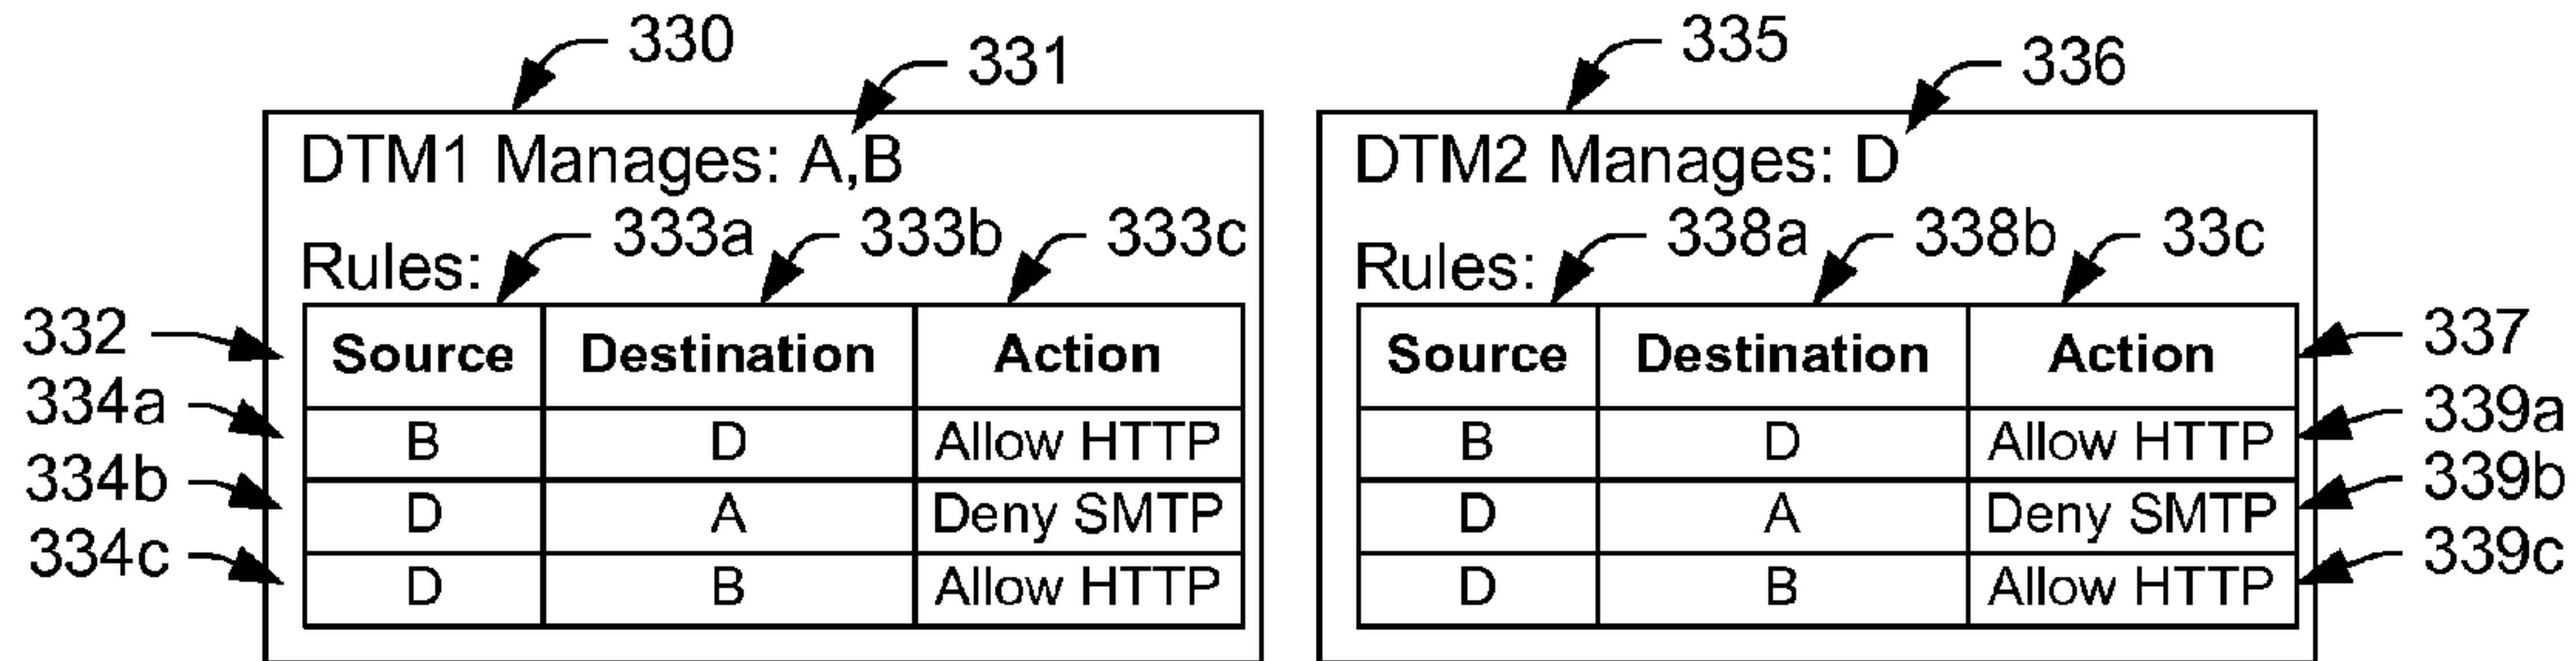 330
331
335
336
DTM1 Manages: A,B
DTM2 Manages: D
333a 333b 333c
338a 338b 33c
Rules:
Rules:
332
Source Destination Action
Source Destination Action
337
334a
B D Allow HTTP
B D Allow HTTP
339a
334b
D A Deny SMTP
D A Deny SMTP
339b
334c
D B Allow HTTP
D B Allow HTTP
339c